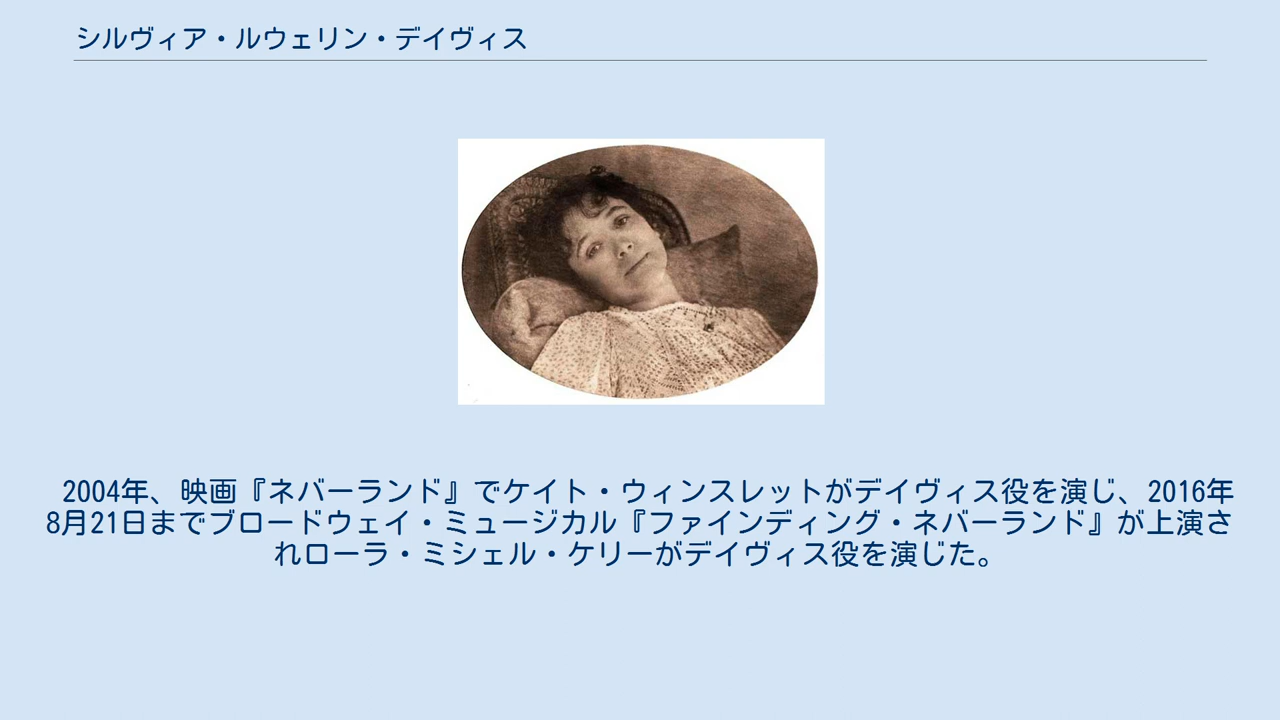 シルヴィア・ルウェリン・デイヴィス
2004年、映画『ネバーランド』でケイト・ウィンスレットがデイヴィス役を演じ、2016年
8月21日までブロードウェイ・ミュージカル『ファインディング・ネバーランド』が上演さ
れローラ・ミシェル・ケリーがデイヴィス役を演じた。